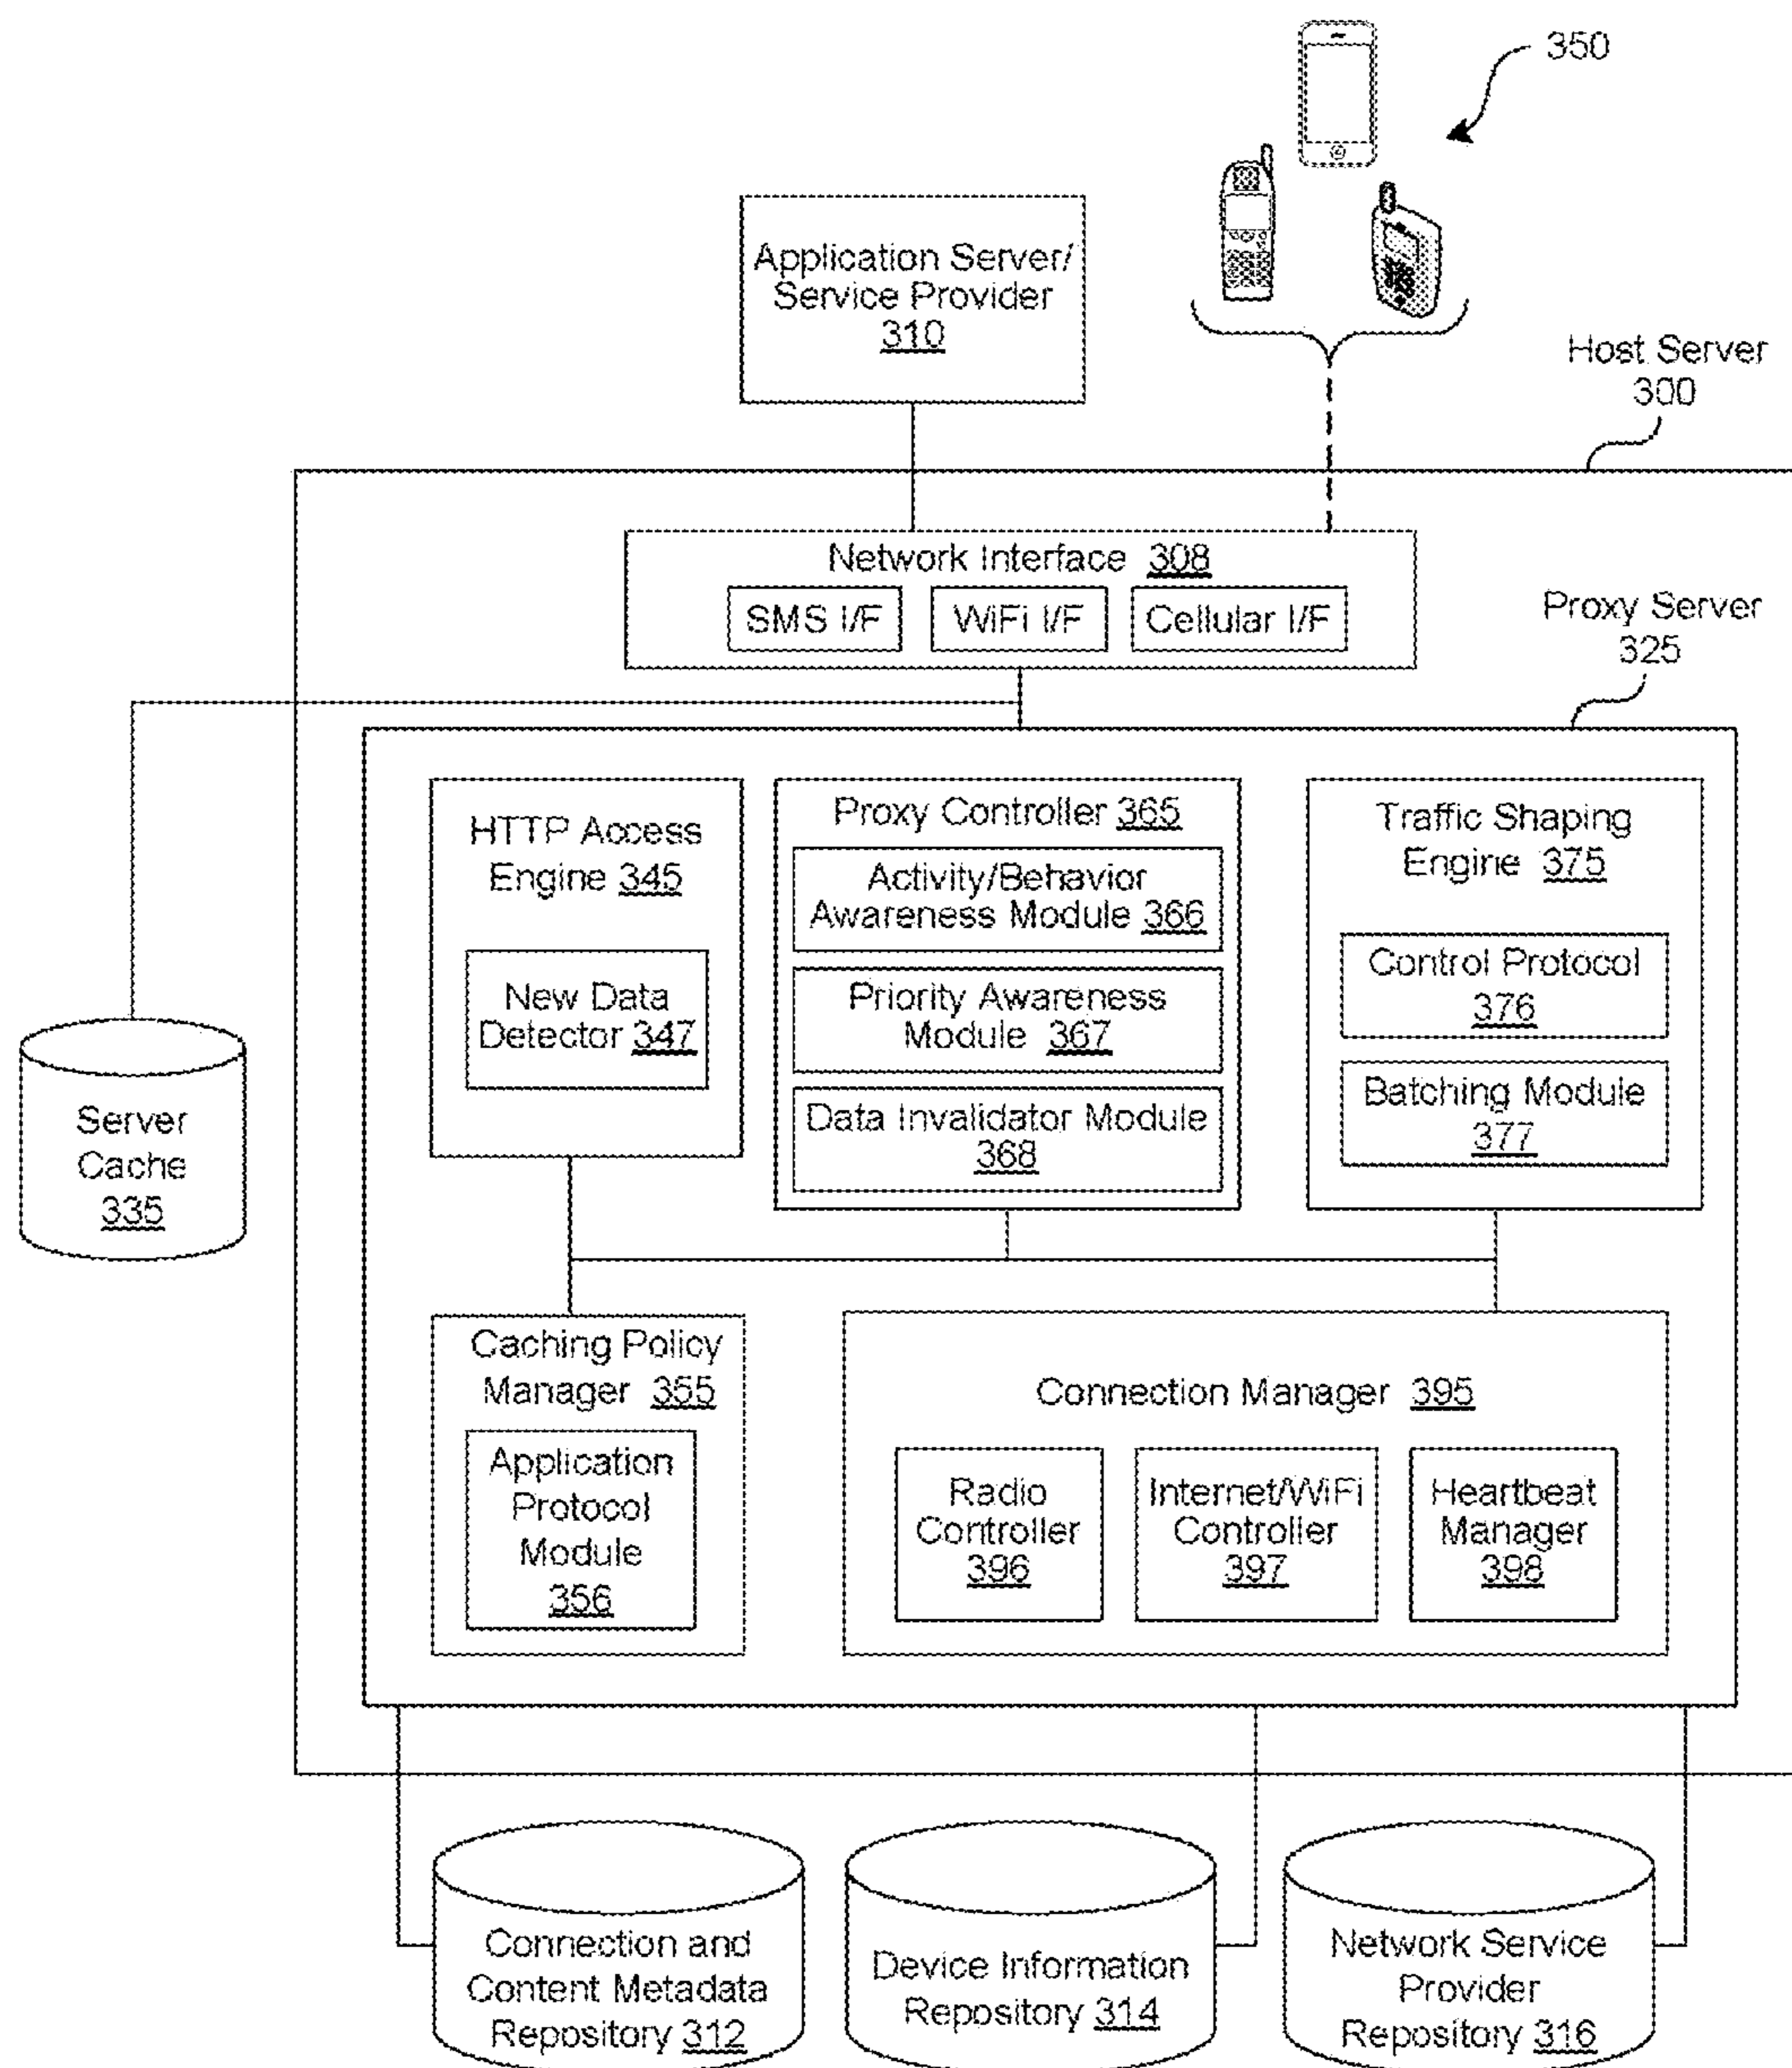 350
Application Server/
Service Provider
310
Host Server
300
Network Interface 308
SMS I/F
WiFi I/F
Cellular I/F
Proxy Server
325
HTTP Access
Engine 345
New Data
Detector 347
Proxy Controller 365
Activity/Behavior
Awareness Module 366
Priority Awareness
Module 367
Data Invalidator Module
368
Traffic Shaping
Engine 375
Control Protocol
376
Batching Module
377
Server
Cache
335
Caching Policy
Manager 355
Application
Protocol
Module
356
Connection Manager 395
Radio
Controller
396
Internet/WiFi
Controller
397
Heartbeat
Manager
398
Connection and
Content Metadata
Repository 312
Device Information
Repository 314
Network Service
Provider
Repository 316